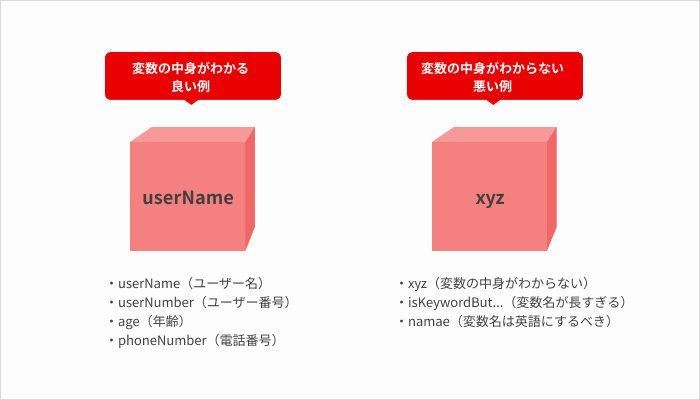 変数の中身がわかる
良い例
userName
・userName（ユーザー名）
・userNumber（ユーザー番号）
・age（年齢）
・phoneNumber（電話番号）
変数の中身がわからない
悪い例
xyz
・xyz（変数の中身がわからない）
・isKeywordBut...（変数名が長すぎる）
・namae（変数名は英語にするべき）